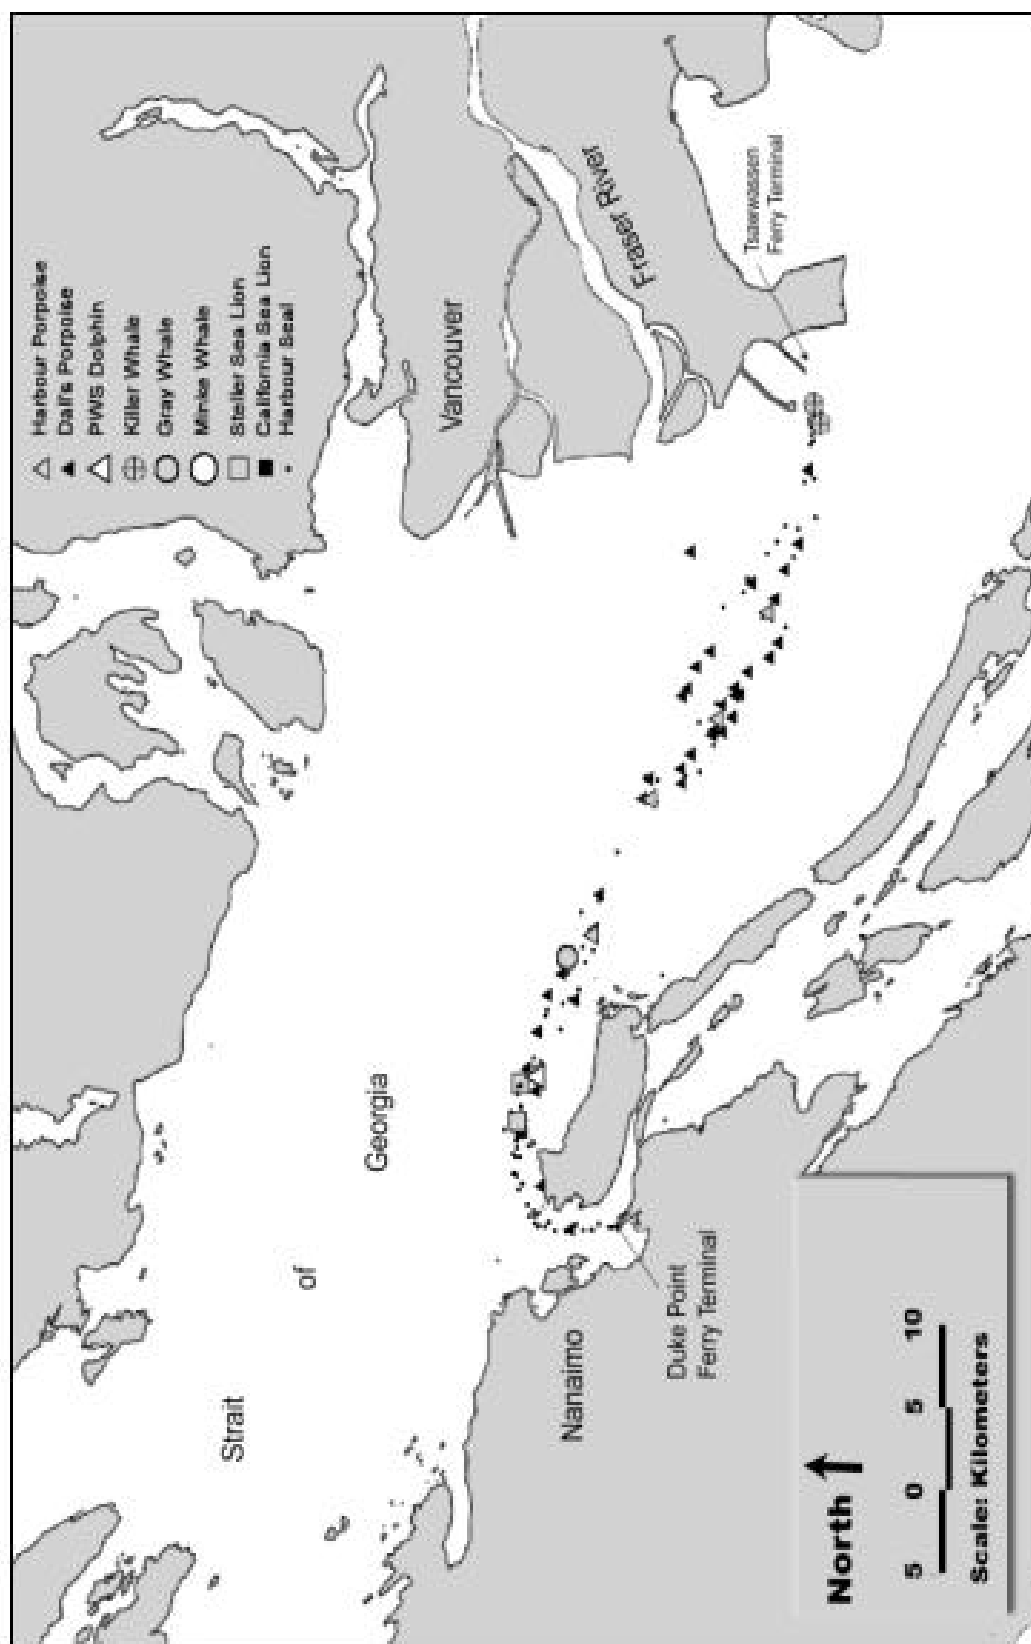 Harbour Porpoise
Dall's Porpoise
PWS Dolphin
Killer Whale
Gray Whale
Minke Whale
Steller Sea Lion
California Sea Lion
Harbour Seal
Vancouver
Fraser River
Tsawwassen
Ferry Terminal
Strait
of
Georgia
Nanaimo
Duke Point
Ferry Terminal
North
5 0 5 10
Scale: Kilometers